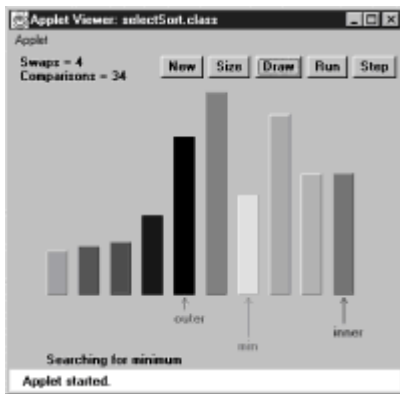 Applet Viewer: selectSort.class
Applet
Swaps = 4
Comparisons = 34
New Size Draw Run Step
outer
min
inner
Searching for minimum
Applet started.